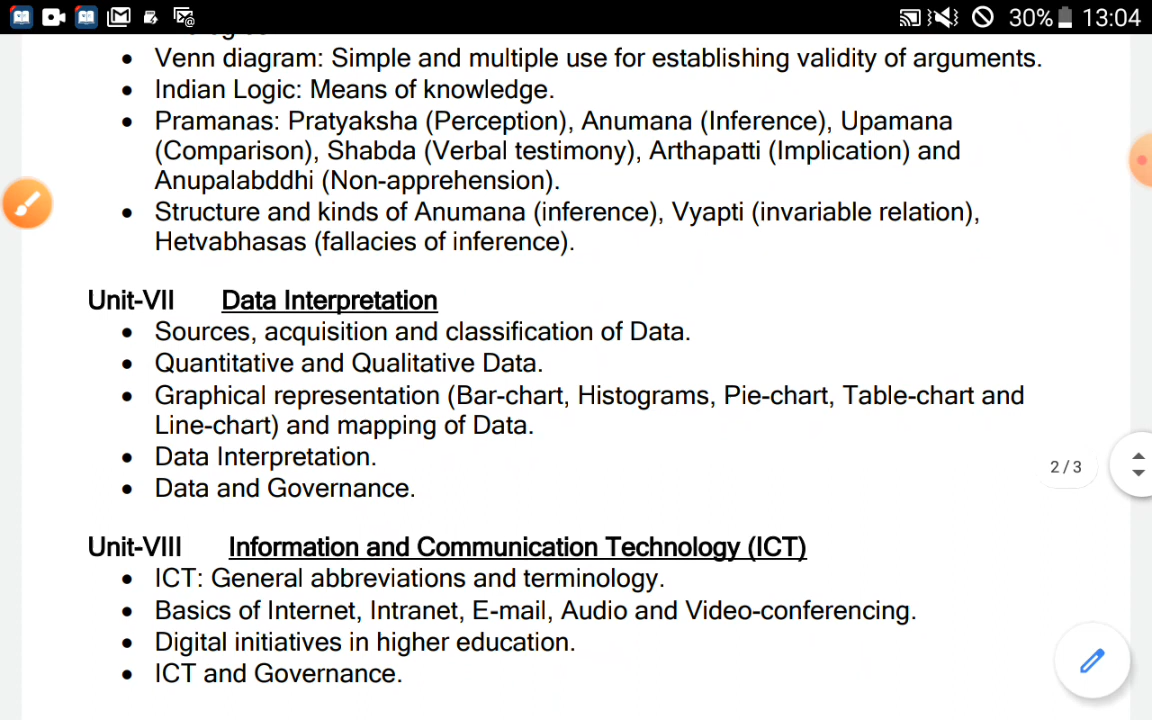 30% 13:04
• Venn diagram: Simple and multiple use for establishing validity of arguments.
• Indian Logic: Means of knowledge.
• Pramanas: Pratyaksha (Perception), Anumana (Inference), Upamana
(Comparison), Shabda (Verbal testimony), Arthapatti (Implication) and
Anupalabddhi (Non-apprehension).
• Structure and kinds of Anumana (inference), Vyapti (invariable relation),
Hetvabhasas (fallacies of inference).
Unit-VII Data Interpretation
• Sources, acquisition and classification of Data.
• Quantitative and Qualitative Data.
• Graphical representation (Bar-chart, Histograms, Pie-chart, Table-chart and
Line-chart) and mapping of Data.
• Data Interpretation.
2/3
• Data and Governance.
Unit-VIII Information and Communication Technology (ICT)
• ICT: General abbreviations and terminology.
• Basics of Internet, Intranet, E-mail, Audio and Video-conferencing.
• Digital initiatives in higher education.
• ICT and Governance.